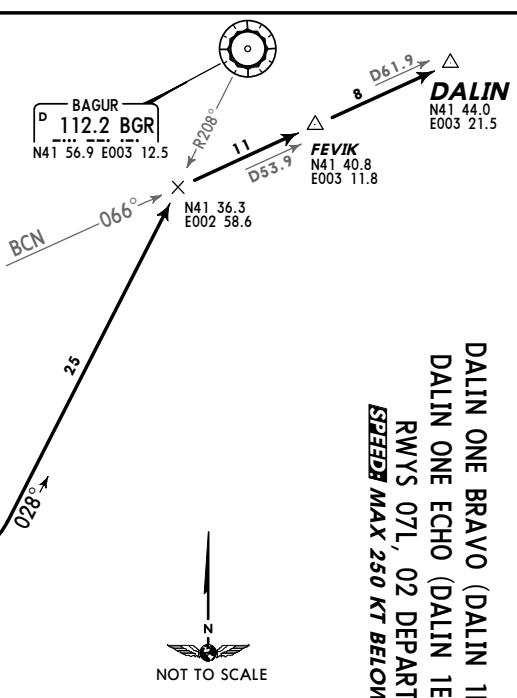 BAGUR
D 112.2 BGR
N41 56.9 E003 12.5
R208°
D61.9
8
DALIN
N41 44.0
E003 21.5
11
D53.9
FEVIK
N41 40.8
E003 11.8
N41 36.3
E002 58.6
BCN 066°
25
028°
DALIN ONE BRAVO (DALIN
DALIN ONE ECHO (DALIN 1E
RWYS 07L, 02 DEPART
SPEED: MAX 250 KT BELOW
N
NOT TO SCALE